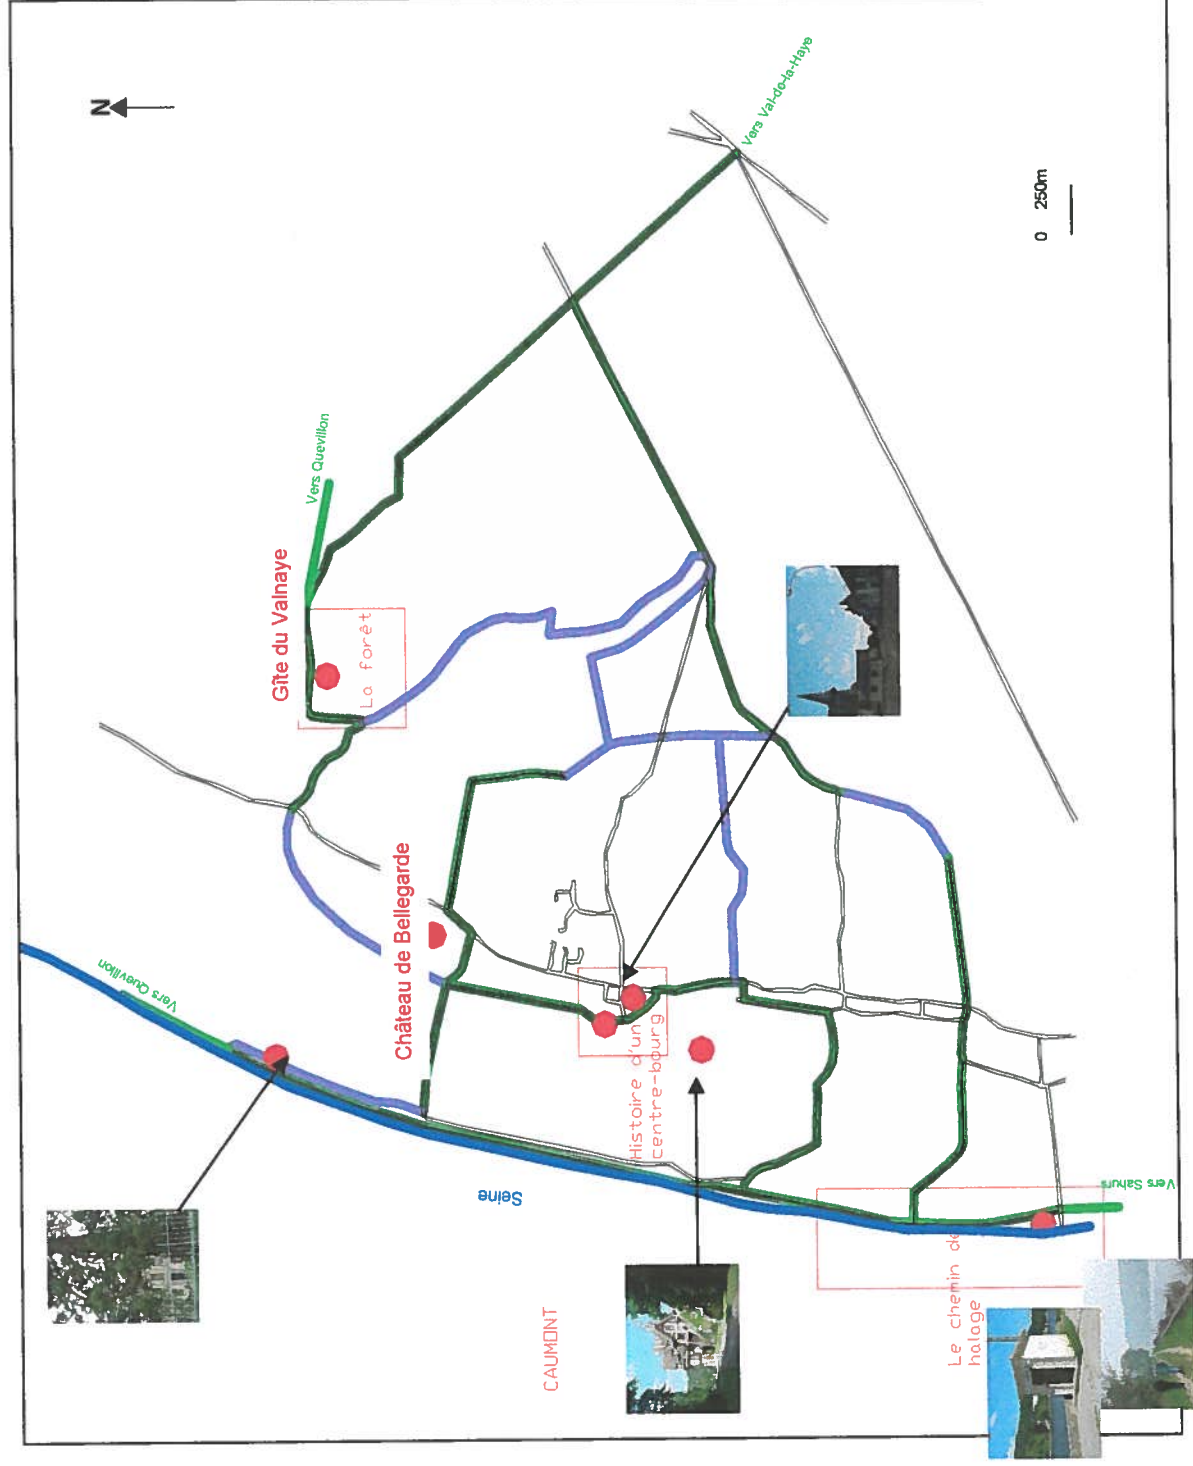 N
Vers Val-de-la-Haye
0 250m
Vers Quevillon
Gîte du Valnaye
La forêt
Château de Bellegarde
Vers Quevillon
Histoire d'un
centre-bourg
Seine
Vers Sahurs
Le chemin de
halage
CAUMONT